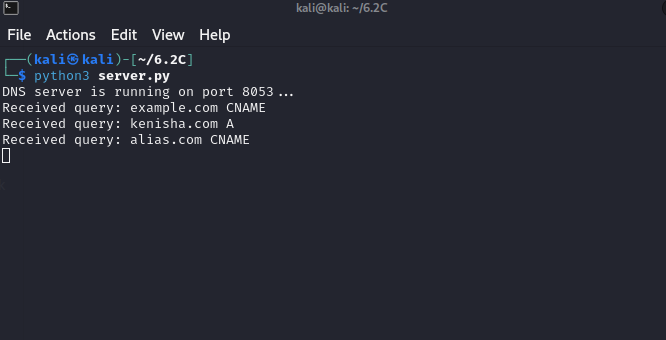 kali@kali: ~/6.2C
File Actions Edit View Help
┌──(kali㉿kali)-[~/6.2C]
└─$ python3 server.py
DNS server is running on port 8053...
Received query: example.com CNAME
Received query: kenisha.com A
Received query: alias.com CNAME